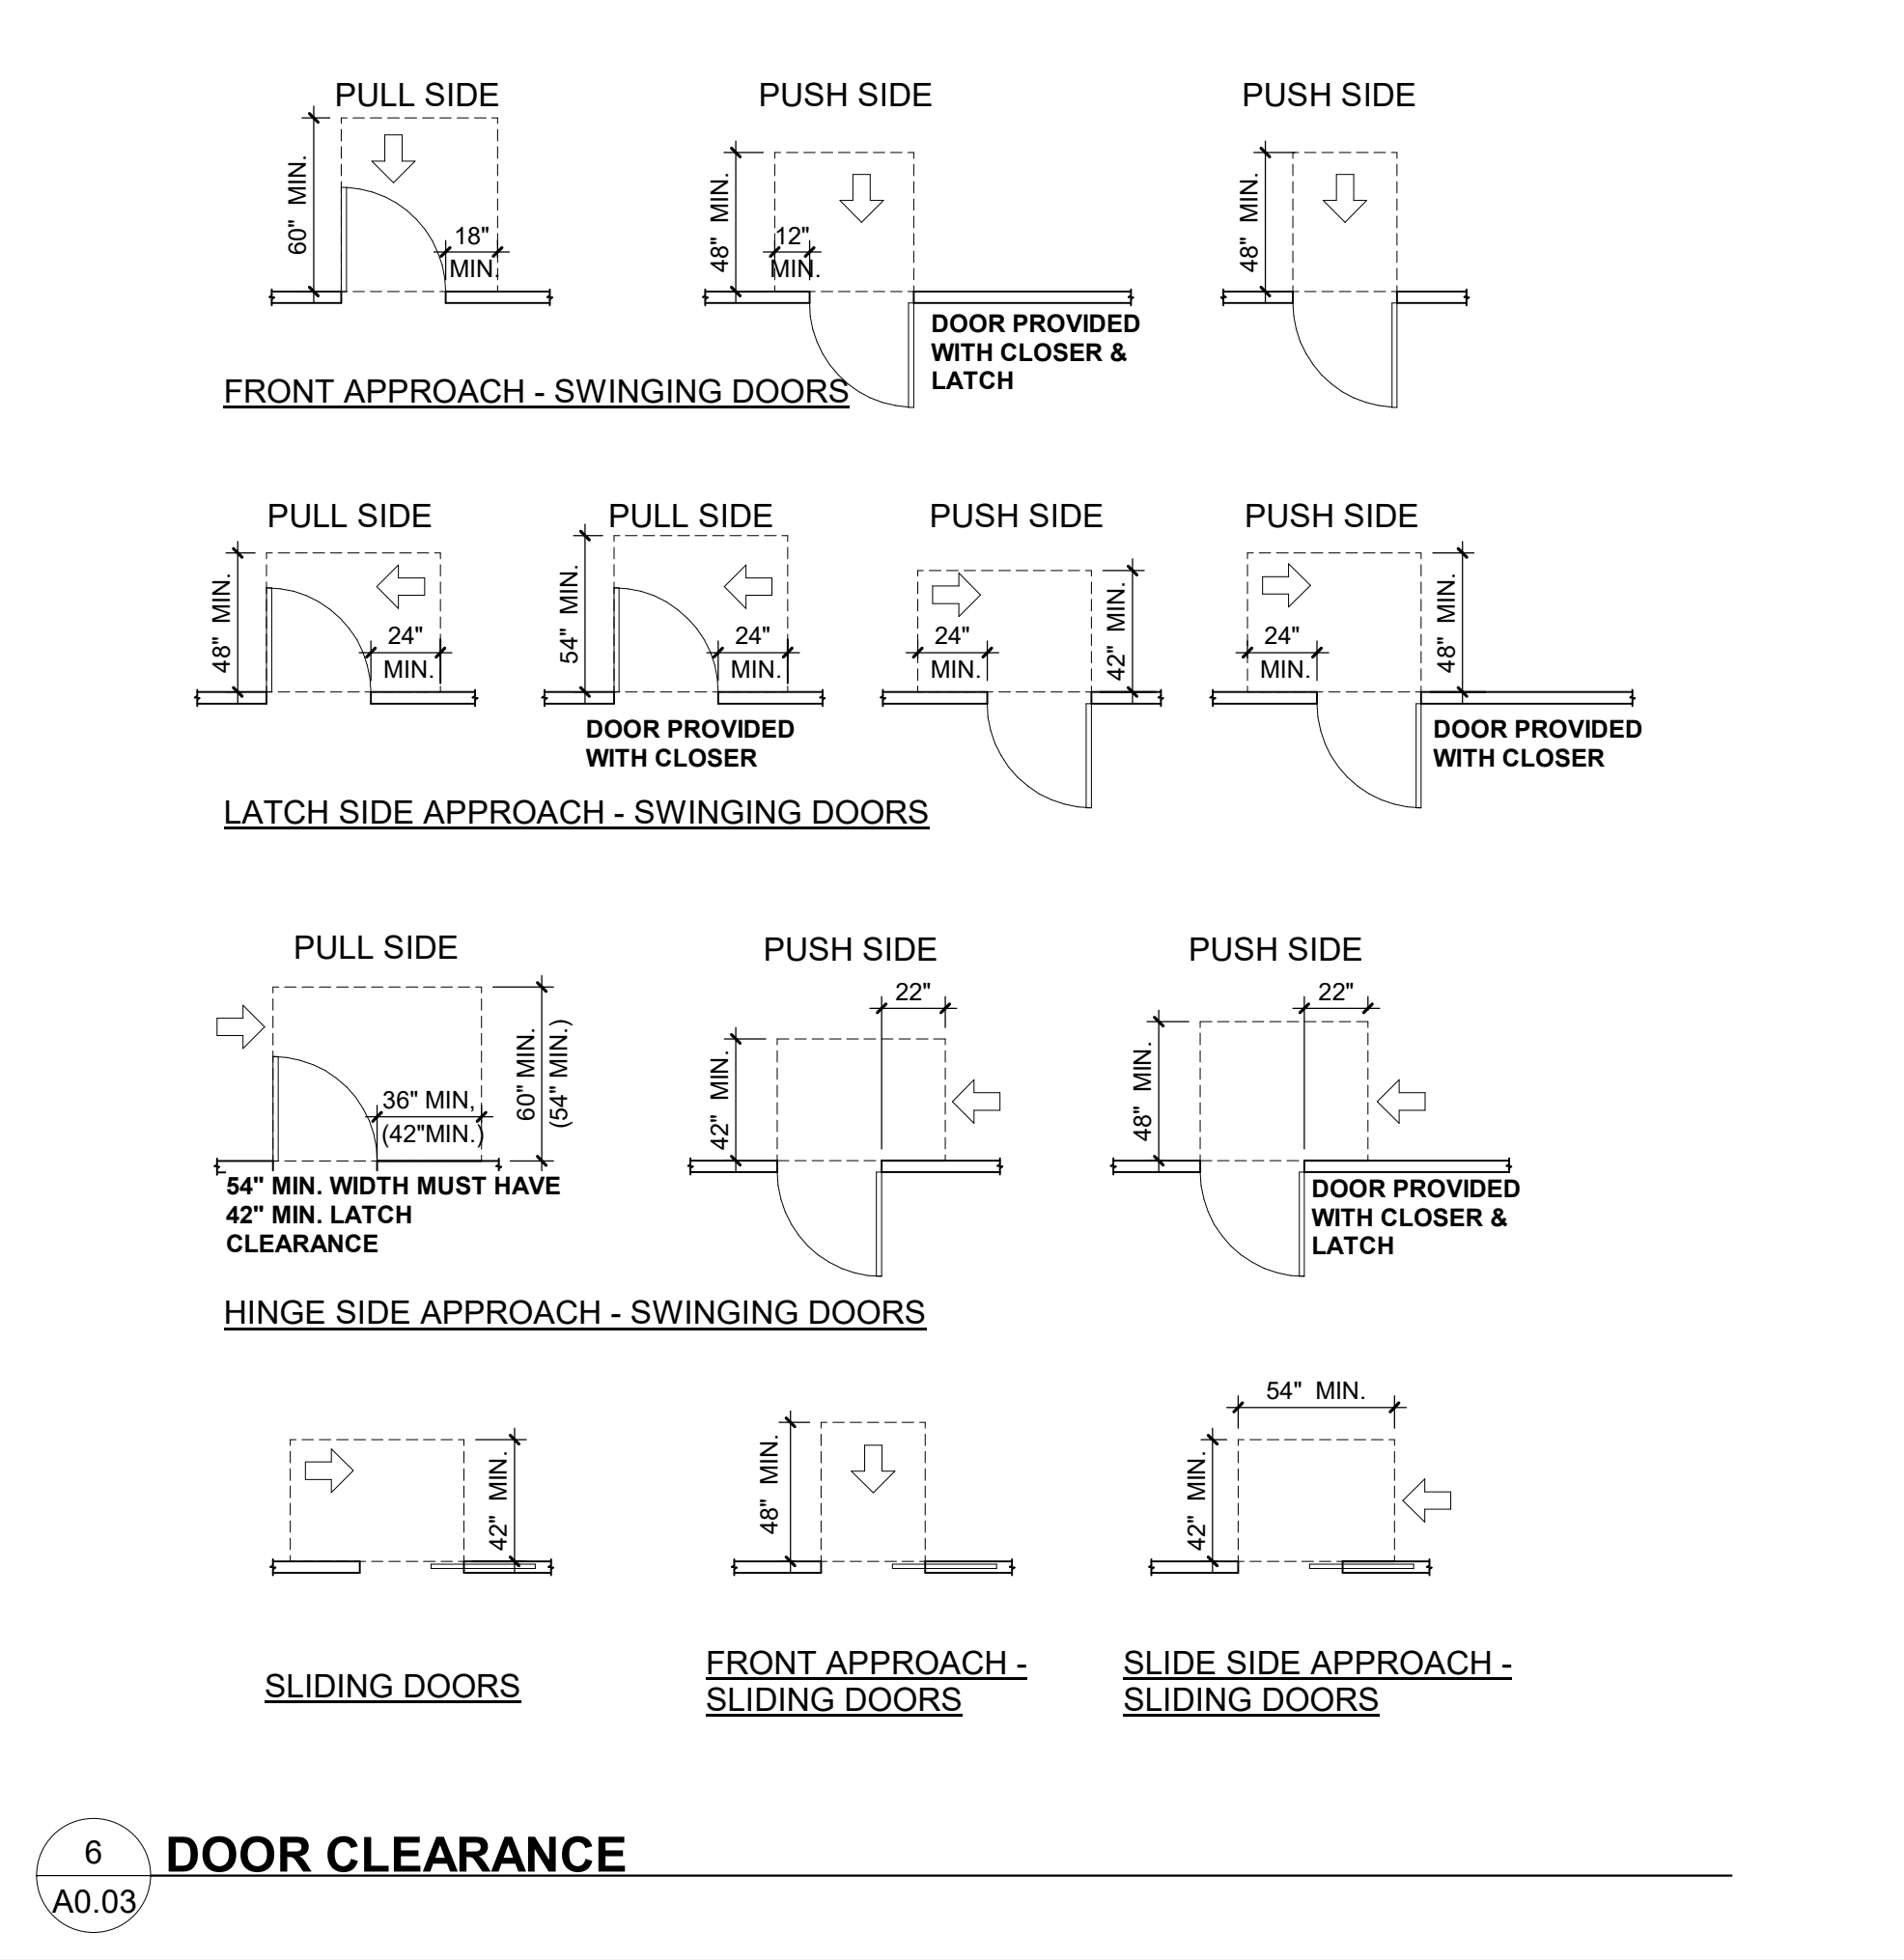 PULL SIDE
PUSH SIDE
PUSH SIDE
60" MIN.
18"
MIN.
48" MIN.
12"
MIN.
48" MIN.
DOOR PROVIDED
WITH CLOSER &
LATCH
FRONT APPROACH - SWINGING DOORS
PULL SIDE
PULL SIDE
PUSH SIDE
PUSH SIDE
48" MIN.
24"
MIN.
54" MIN.
24"
MIN.
24"
MIN.
42" MIN.
24"
MIN.
48" MIN.
DOOR PROVIDED
WITH CLOSER
DOOR PROVIDED
WITH CLOSER
LATCH SIDE APPROACH - SWINGING DOORS
PULL SIDE
PUSH SIDE
PUSH SIDE
36" MIN,
(42"MIN.)
60" MIN.
(54" MIN.)
22"
42" MIN.
22"
48" MIN.
54" MIN. WIDTH MUST HAVE
42" MIN. LATCH
CLEARANCE
DOOR PROVIDED
WITH CLOSER &
LATCH
HINGE SIDE APPROACH - SWINGING DOORS
42" MIN.
48" MIN.
54" MIN.
42" MIN.
SLIDING DOORS
FRONT APPROACH -
SLIDING DOORS
SLIDE SIDE APPROACH -
SLIDING DOORS
6
A0.03
DOOR CLEARANCE